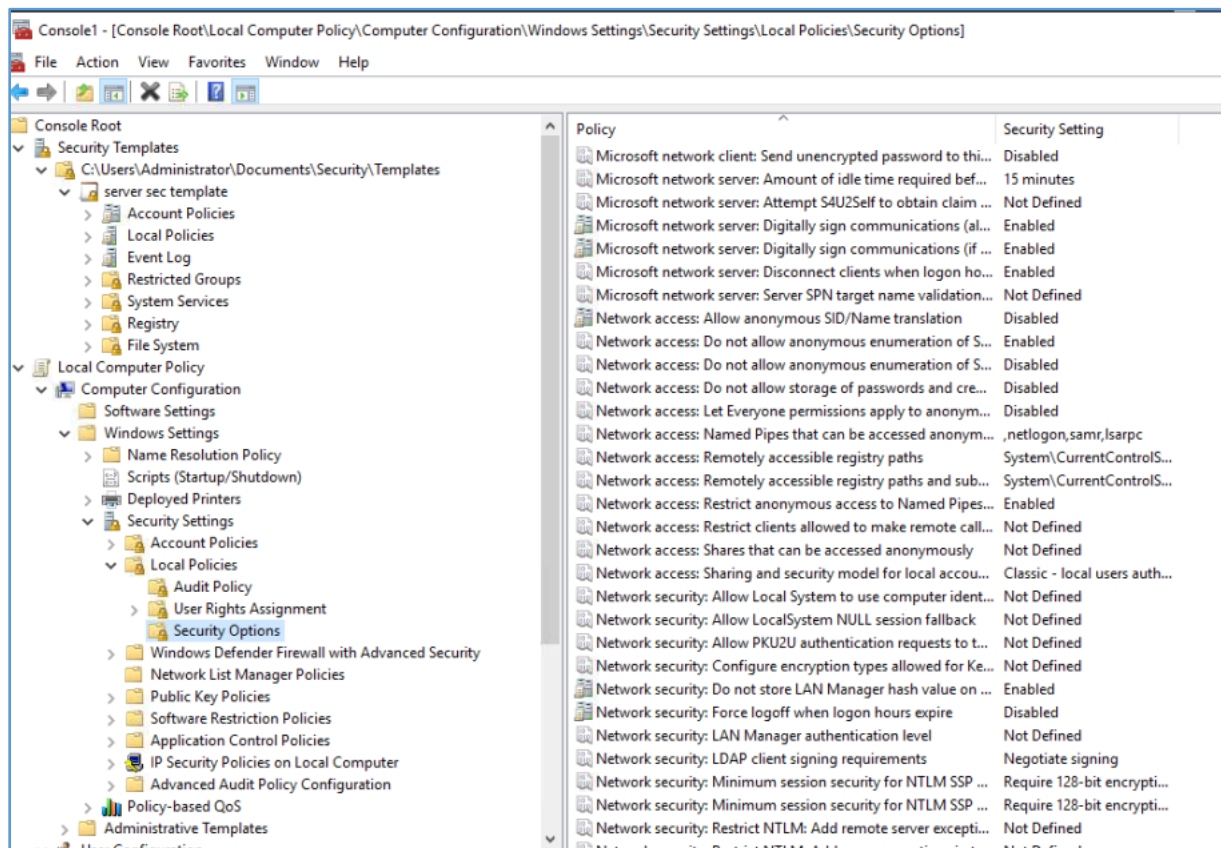 Console1 - [Console Root\Local Computer Policy\Computer Configuration\Windows Settings\Security Settings\Local Policies\Security Options]
File Action View Favorites Window Help
Console Root
Security Templates
C:\Users\Administrator\Documents\Security\Templates
server sec template
Account Policies
Local Policies
Event Log
Restricted Groups
System Services
Registry
File System
Local Computer Policy
Computer Configuration
Software Settings
Windows Settings
Name Resolution Policy
Scripts (Startup/Shutdown)
Deployed Printers
Security Settings
Account Policies
Local Policies
Audit Policy
User Rights Assignment
Security Options
Windows Defender Firewall with Advanced Security
Network List Manager Policies
Public Key Policies
Software Restriction Policies
Application Control Policies
IP Security Policies on Local Computer
Advanced Audit Policy Configuration
Policy-based QoS
Administrative Templates
Policy Security Setting
Microsoft network client: Send unencrypted password to thi... Disabled
Microsoft network server: Amount of idle time required bef... 15 minutes
Microsoft network server: Attempt S4U2Self to obtain claim ... Not Defined
Microsoft network server: Digitally sign communications (al... Enabled
Microsoft network server: Digitally sign communications (if ... Enabled
Microsoft network server: Disconnect clients when logon ho... Enabled
Microsoft network server: Server SPN target name validation... Not Defined
Network access: Allow anonymous SID/Name translation Disabled
Network access: Do not allow anonymous enumeration of S... Enabled
Network access: Do not allow anonymous enumeration of S... Disabled
Network access: Do not allow storage of passwords and cre... Disabled
Network access: Let Everyone permissions apply to anonym... Disabled
Network access: Named Pipes that can be accessed anonym... ,netlogon,samr,lsarpc
Network access: Remotely accessible registry paths System\CurrentControlS...
Network access: Remotely accessible registry paths and sub... System\CurrentControlS...
Network access: Restrict anonymous access to Named Pipes... Enabled
Network access: Restrict clients allowed to make remote call... Not Defined
Network access: Shares that can be accessed anonymously Not Defined
Network access: Sharing and security model for local accou... Classic - local users auth...
Network security: Allow Local System to use computer ident... Not Defined
Network security: Allow LocalSystem NULL session fallback Not Defined
Network security: Allow PKU2U authentication requests to t... Not Defined
Network security: Configure encryption types allowed for Ke... Not Defined
Network security: Do not store LAN Manager hash value on ... Enabled
Network security: Force logoff when logon hours expire Disabled
Network security: LAN Manager authentication level Not Defined
Network security: LDAP client signing requirements Negotiate signing
Network security: Minimum session security for NTLM SSP ... Require 128-bit encrypti...
Network security: Minimum session security for NTLM SSP ... Require 128-bit encrypti...
Network security: Restrict NTLM: Add remote server excepti... Not Defined